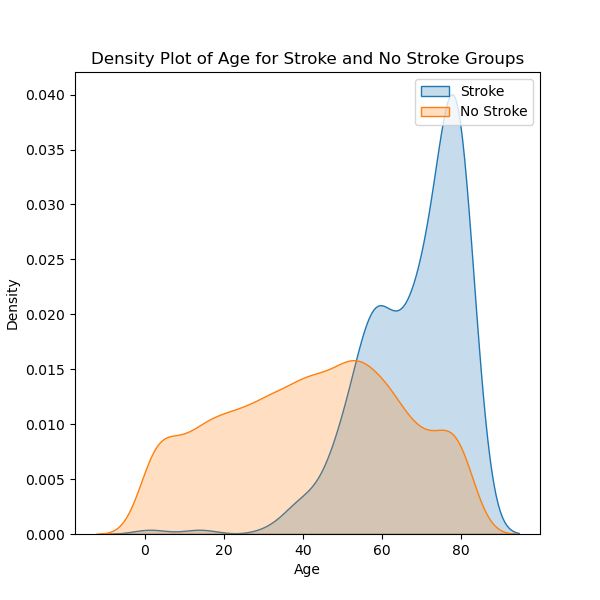 Density Plot of Age for Stroke and No Stroke Groups
Stroke
No Stroke
0.040
0.035
0.030
0.025
0.020
0.015
0.010
0.005
0.000
Density
0 20 40 60 80
Age